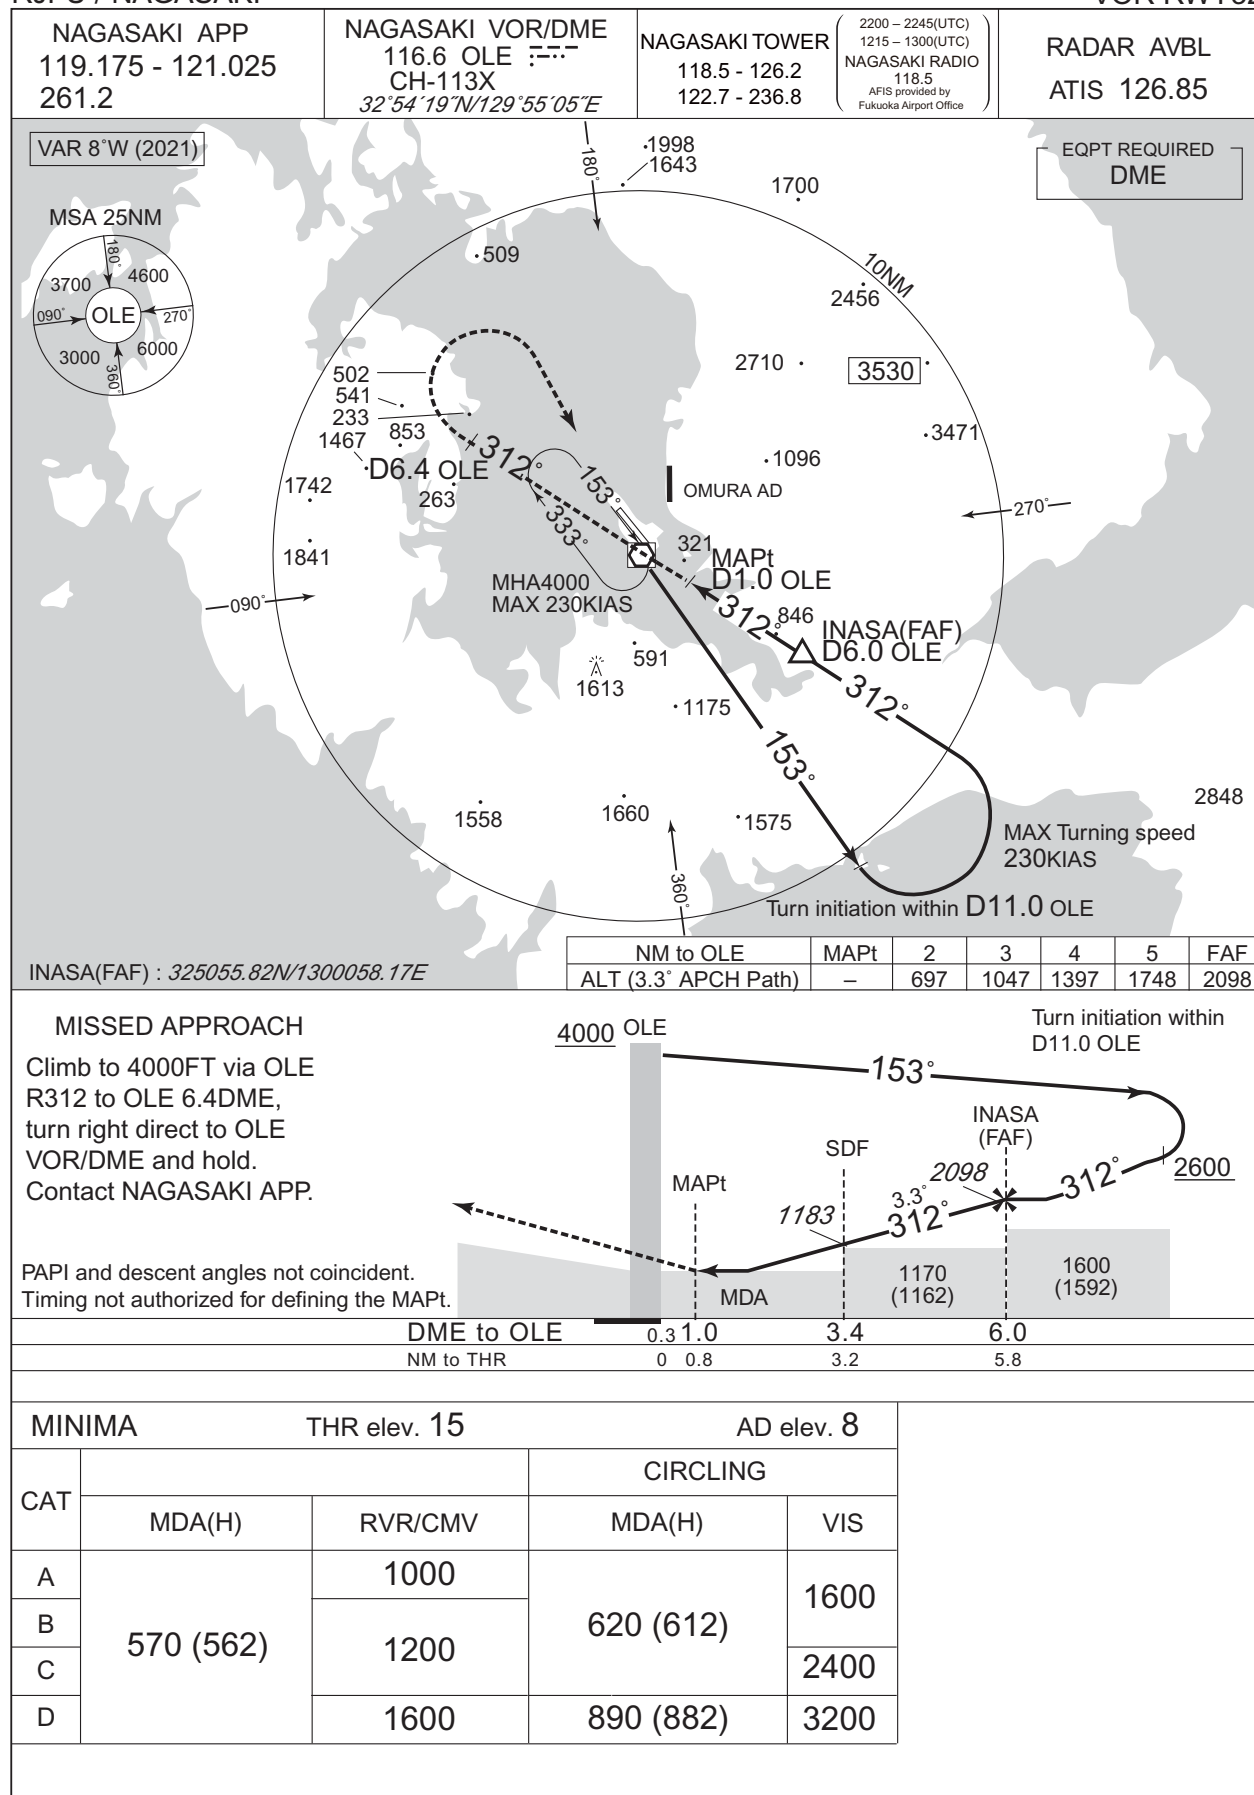 NAGASAKI APP
119.175 - 121.025
261.2
NAGASAKI VOR/DME
116.6 OLE
CH-113X
32°54′19″N/129°55′05″E
NAGASAKI TOWER
118.5 - 126.2
122.7 - 236.8
2200 – 2245(UTC)
1215 – 1300(UTC)
NAGASAKI RADIO
118.5
AFIS provided by
Fukuoka Airport Office
RADAR AVBL
ATIS 126.85
VAR 8°W (2021)
EQPT REQUIRED
DME
MSA 25NM
180°
3700
4600
090°
OLE
270°
3000
6000
360°
180°
1998
1643
1700
509
10NM
2456
2710
3530
502
541
233
1467
853
3471
312°
D6.4 OLE
263
153°
1096
OMURA AD
1742
333°
270°
1841
321
MAPt
D1.0 OLE
MHA4000
MAX 230KIAS
090°
312°
846
INASA(FAF)
D6.0 OLE
591
1613
312°
1175
153°
1558
1660
1575
2848
MAX Turning speed
230KIAS
360°
Turn initiation within D11.0 OLE
INASA(FAF) : 325055.82N/1300058.17E
NM to OLE MAPt 2 3 4 5 FAF
ALT (3.3° APCH Path) – 697 1047 1397 1748 2098
MISSED APPROACH
Climb to 4000FT via OLE
R312 to OLE 6.4DME,
turn right direct to OLE
VOR/DME and hold.
Contact NAGASAKI APP.
PAPI and descent angles not coincident.
Timing not authorized for defining the MAPt.
4000 OLE
Turn initiation within
D11.0 OLE
153°
INASA
(FAF)
SDF
2098
2600
MAPt
3.3°
312°
312°
1183
MDA
1170
(1162)
1600
(1592)
DME to OLE 0.3 1.0 3.4 6.0
NM to THR 0 0.8 3.2 5.8
MINIMA THR elev. 15 AD elev. 8
CAT
CIRCLING
MDA(H) RVR/CMV MDA(H) VIS
A 1000
1600
B
570 (562) 1200 620 (612)
C 2400
D 1600 890 (882) 3200